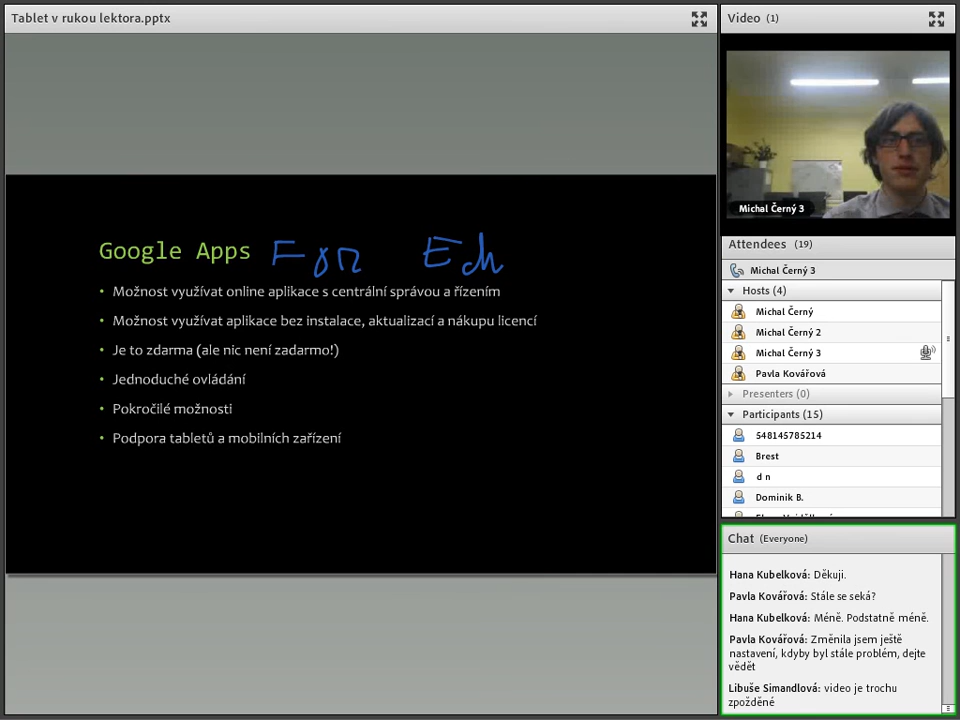 Tablet v rukou lektora.pptx
Google Apps For Edu
• Možnost využívat online aplikace s centrální správou a řízením
• Možnost využívat aplikace bez instalace, aktualizací a nákupu licencí
• Je to zdarma (ale nic není zadarmo!)
• Jednoduché ovládání
• Pokročilé možnosti
• Podpora tabletů a mobilních zařízení
Video (1)
Michal Černý 3
Attendees (19)
Michal Černý 3
Hosts (4)
Michal Černý
Michal Černý 2
Michal Černý 3
Pavla Kovářová
Presenters (0)
Participants (15)
548145785214
Brest
d n
Dominik B.
Chat (Everyone)
Hana Kubelková: Děkuji.
Pavla Kovářová: Stále se seká?
Hana Kubelková: Méně. Podstatně méně.
Pavla Kovářová: Změnila jsem ještě
nastavení, kdyby byl stále problém, dejte
vědět
Libuše Simandlová: video je trochu
zpožděné